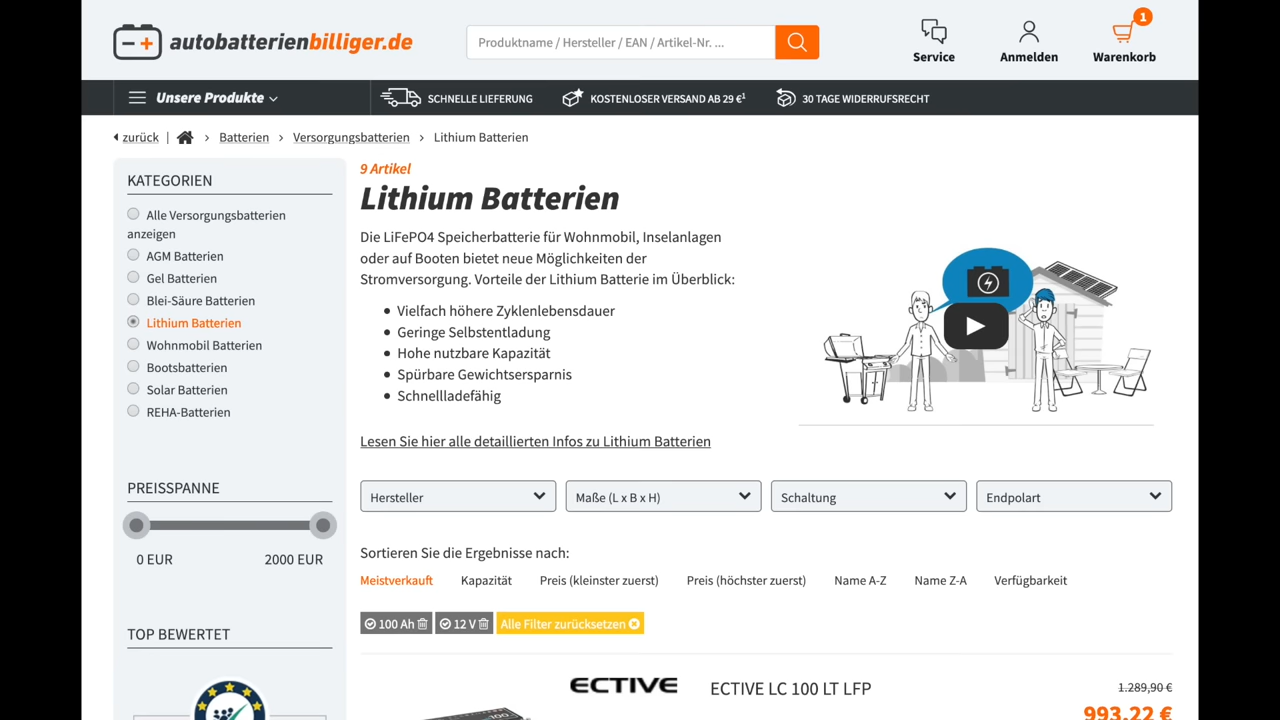 autobatterienbilliger.de
Produktname / Hersteller / EAN / Artikel-Nr. ...
Service
Anmelden
1
Warenkorb
Unsere Produkte
SCHNELLE LIEFERUNG
KOSTENLOSER VERSAND AB 29 €¹
30 TAGE WIDERRUFSRECHT
zurück | › Batterien › Versorgungsbatterien › Lithium Batterien
KATEGORIEN
Alle Versorgungsbatterien
anzeigen
AGM Batterien
Gel Batterien
Blei-Säure Batterien
Lithium Batterien
Wohnmobil Batterien
Bootsbatterien
Solar Batterien
REHA-Batterien
PREISSPANNE
0 EUR 2000 EUR
TOP BEWERTET
9 Artikel
Lithium Batterien
Die LiFePO4 Speicherbatterie für Wohnmobil, Inselanlagen
oder auf Booten bietet neue Möglichkeiten der
Stromversorgung. Vorteile der Lithium Batterie im Überblick:
• Vielfach höhere Zyklenlebensdauer
• Geringe Selbstentladung
• Hohe nutzbare Kapazität
• Spürbare Gewichtsersparnis
• Schnellladefähig
Lesen Sie hier alle detaillierten Infos zu Lithium Batterien
Hersteller
Maße (L x B x H)
Schaltung
Endpolart
Sortieren Sie die Ergebnisse nach:
Meistverkauft Kapazität Preis (kleinster zuerst) Preis (höchster zuerst) Name A-Z Name Z-A Verfügbarkeit
100 Ah 12 V Alle Filter zurücksetzen
ECTIVE
ECTIVE LC 100 LT LFP
1.289,90 €
993,22 €
100